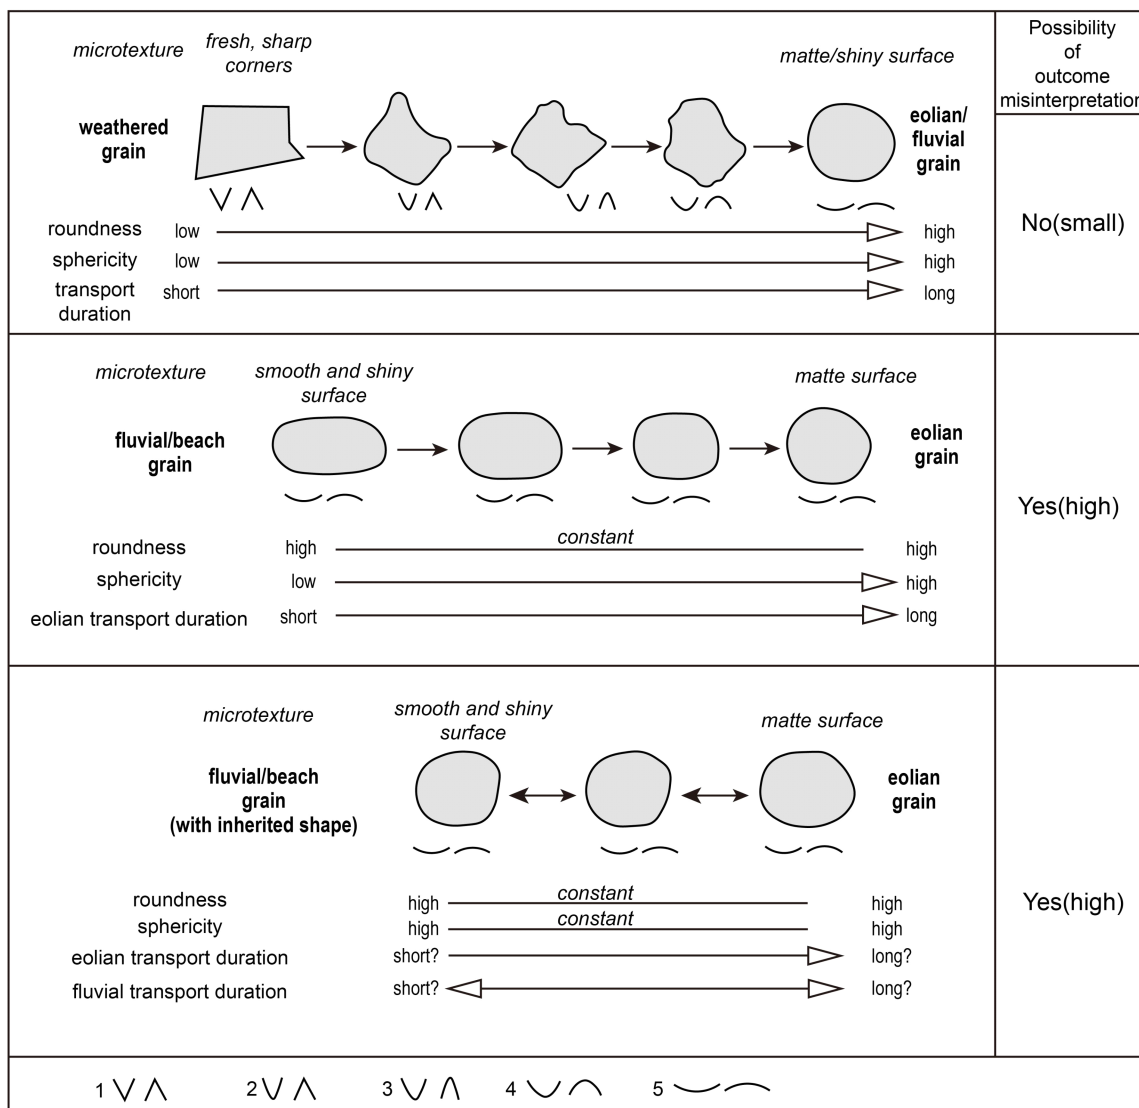 Possibility
of
outcome
misinterpretation
microtexture
fresh, sharp
corners
matte/shiny surface
weathered
grain
eolian/
fluvial
grain
No(small)
roundness low high
sphericity low high
transport
duration
short long
microtexture
smooth and shiny
surface
matte surface
fluvial/beach
grain
eolian
grain
Yes(high)
roundness high constant high
sphericity low high
eolian transport duration short long
microtexture
smooth and shiny
surface
matte surface
fluvial/beach
grain
(with inherited shape)
eolian
grain
Yes(high)
roundness high constant high
sphericity high constant high
eolian transport duration short? long?
fluvial transport duration short? long?
1 2 3 4 5